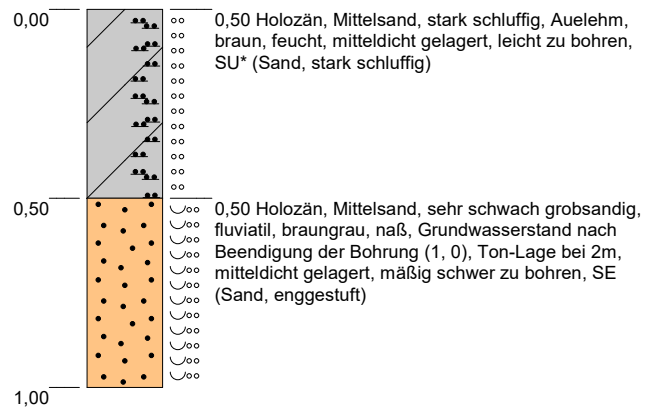 0,00
0,50 Holozän, Mittelsand, stark schluffig, Auelehm,
braun, feucht, mitteldicht gelagert, leicht zu bohren,
SU* (Sand, stark schluffig)
0,50
0,50 Holozän, Mittelsand, sehr schwach grobsandig,
fluviatil, braungrau, naß, Grundwasserstand nach
Beendigung der Bohrung (1, 0), Ton-Lage bei 2m,
mitteldicht gelagert, mäßig schwer zu bohren, SE
(Sand, enggestuft)
1,00